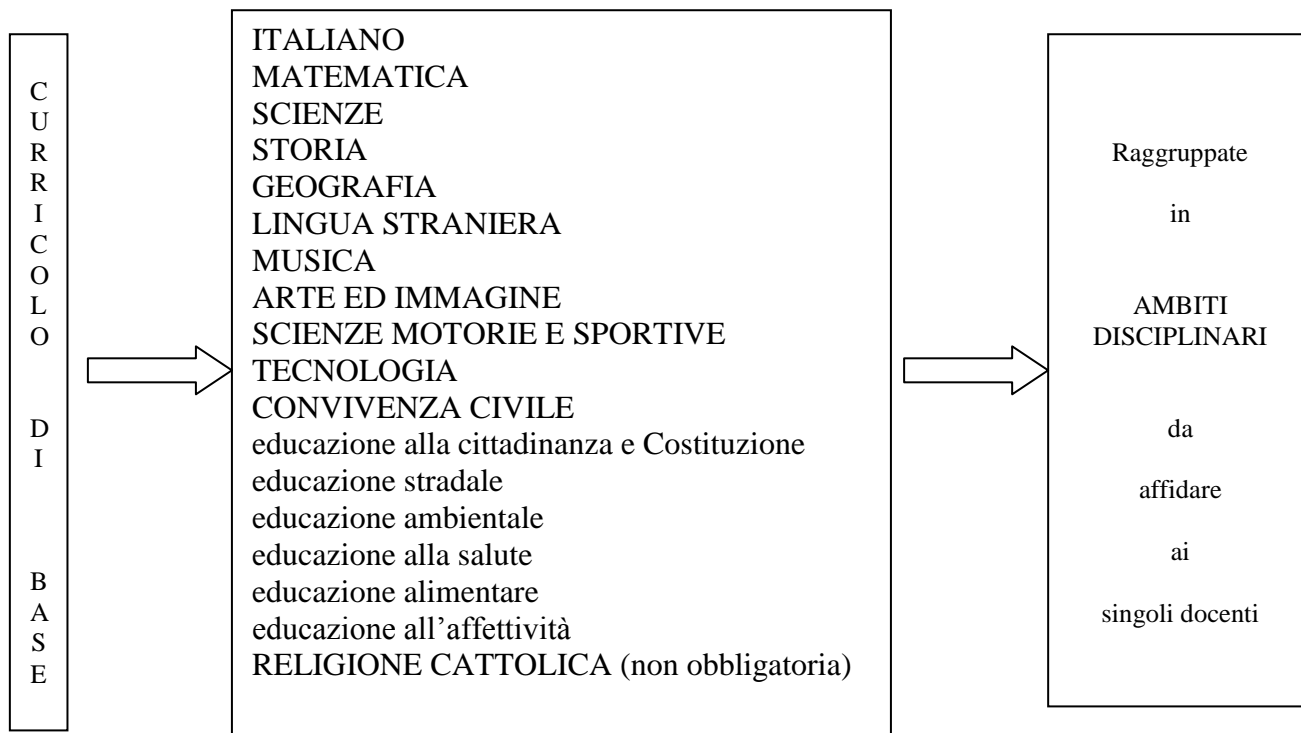 CURRICOLO DI BASE
ITALIANO
MATEMATICA
SCIENZE
STORIA
GEOGRAFIA
LINGUA STRANIERA
MUSICA
ARTE ED IMMAGINE
SCIENZE MOTORIE E SPORTIVE
TECNOLOGIA
CONVIVENZA CIVILE
educazione alla cittadinanza e Costituzione
educazione stradale
educazione ambientale
educazione alla salute
educazione alimentare
educazione all’affettività
RELIGIONE CATTOLICA (non obbligatoria)
Raggruppate
in
AMBITI
DISCIPLINARI
da
affidare
ai
singoli docenti